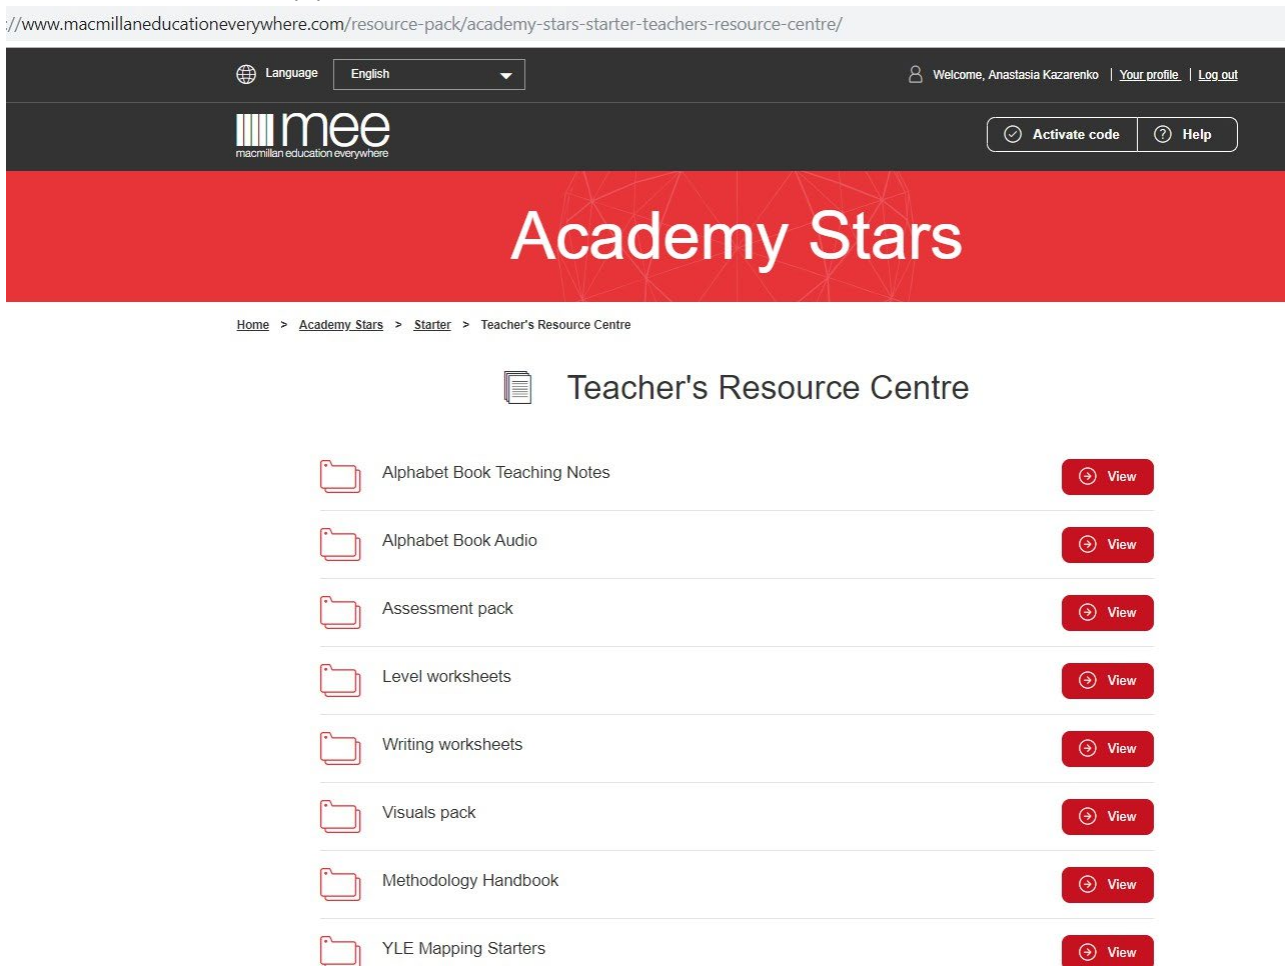 ://www.macmillaneducationeverywhere.com/resource-pack/academy-stars-starter-teachers-resource-centre/
Language English Welcome, Anastasia Kazarenko | Your profile | Log out
mee
macmillan education everywhere
Activate code Help
Academy Stars
Home > Academy Stars > Starter > Teacher's Resource Centre
Teacher's Resource Centre
Alphabet Book Teaching Notes View
Alphabet Book Audio View
Assessment pack View
Level worksheets View
Writing worksheets View
Visuals pack View
Methodology Handbook View
YLE Mapping Starters View